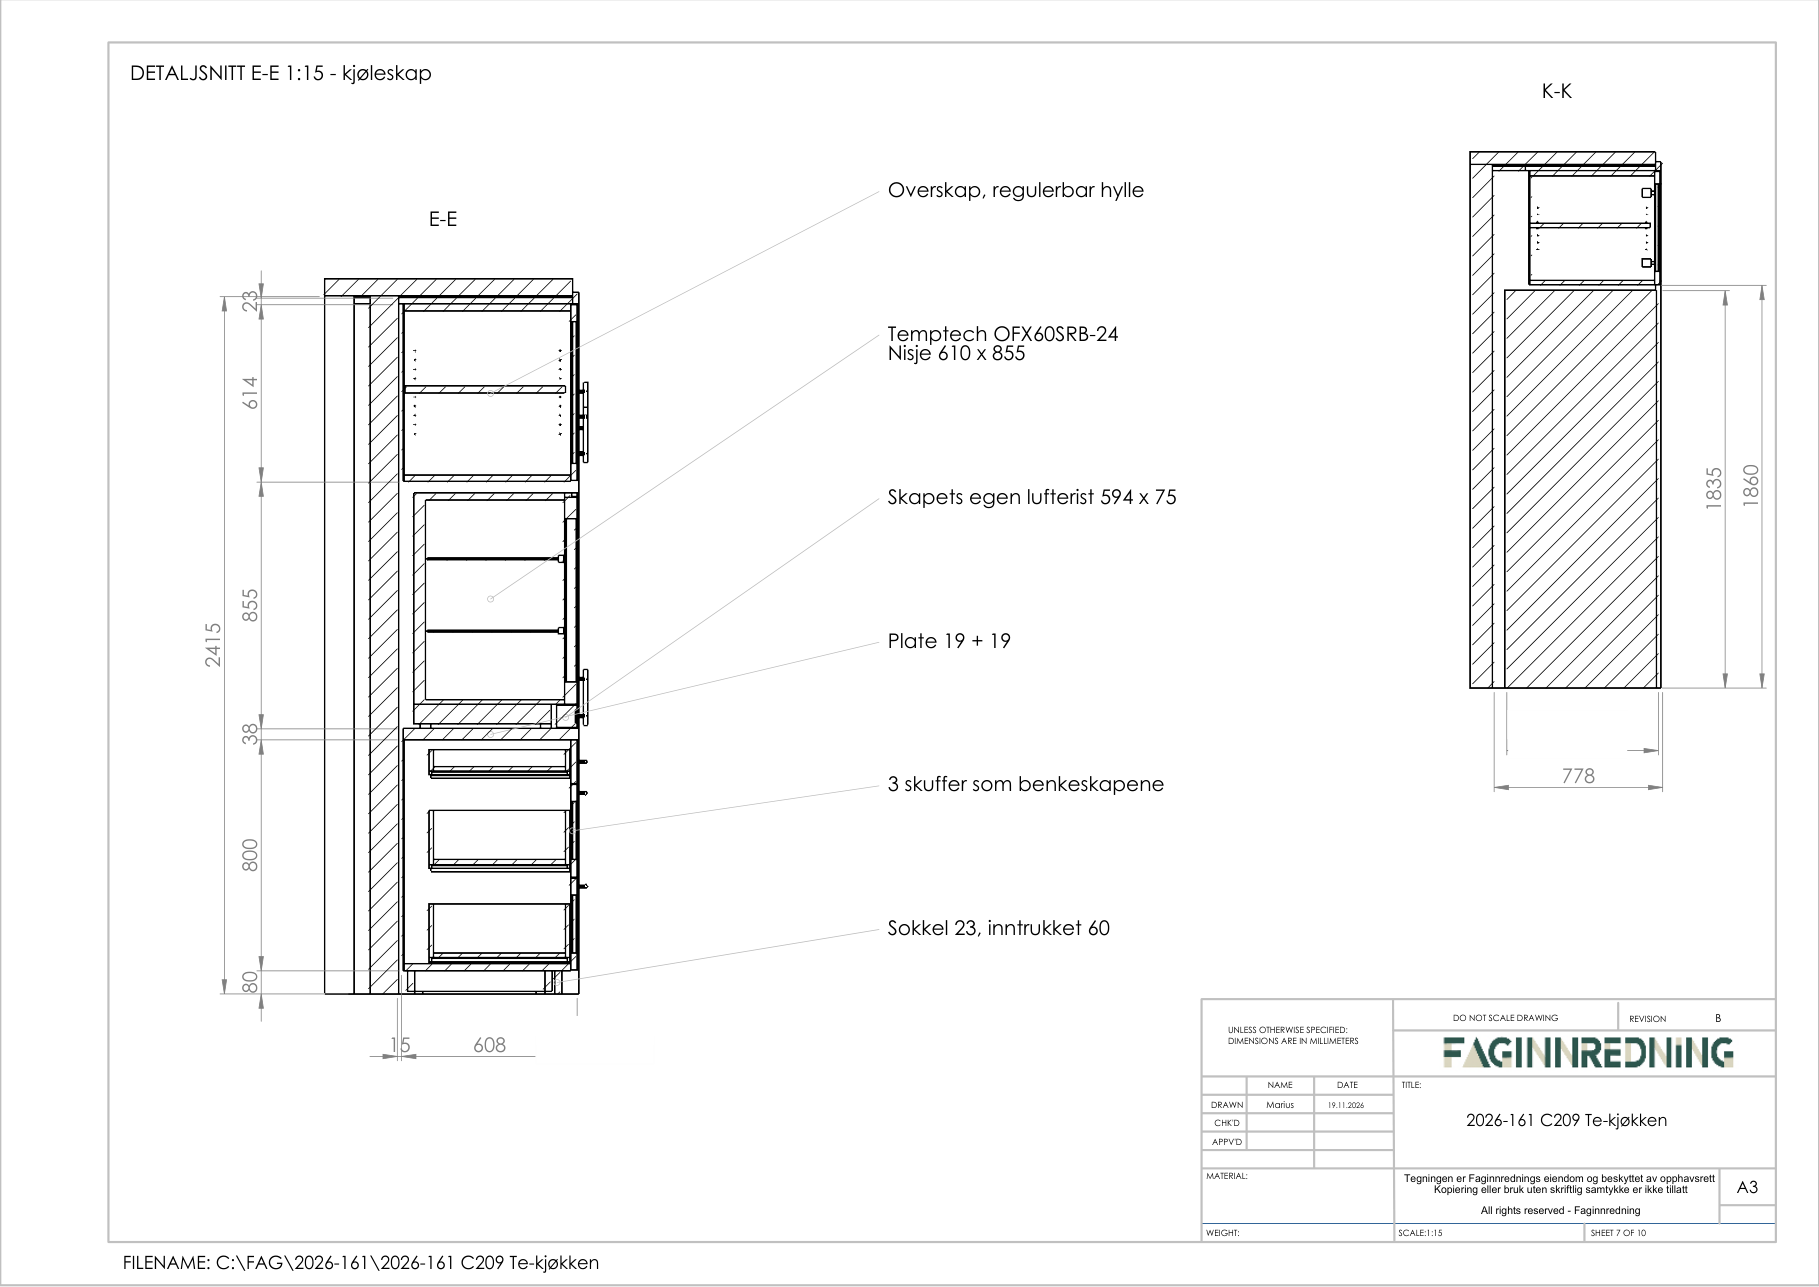 DETALJSNITT E-E 1:15 - kjøleskap
K-K
E-E
Overskap, regulerbar hylle
Temptech OFX60SRB-24
Nisje 610 x 855
Skapets egen lufterist 594 x 75
Plate 19 + 19
3 skuffer som benkeskapene
Sokkel 23, inntrukket 60
23
614
855
2415
38
800
80
15
608
1835
1860
778
UNLESS OTHERWISE SPECIFIED:
DIMENSIONS ARE IN MILLIMETERS
DO NOT SCALE DRAWING
REVISION B
FAGINNREDNING
NAME DATE
DRAWN Marius 19.11.2026
CHK'D
APPV'D
TITLE:
2026-161 C209 Te-kjøkken
MATERIAL:
Tegningen er Faginnrednings eiendom og beskyttet av opphavsrett
Kopiering eller bruk uten skriftlig samtykke er ikke tillatt
All rights reserved - Faginnredning
A3
WEIGHT:
SCALE:1:15
SHEET 7 OF 10
FILENAME: C:\FAG\2026-161\2026-161 C209 Te-kjøkken